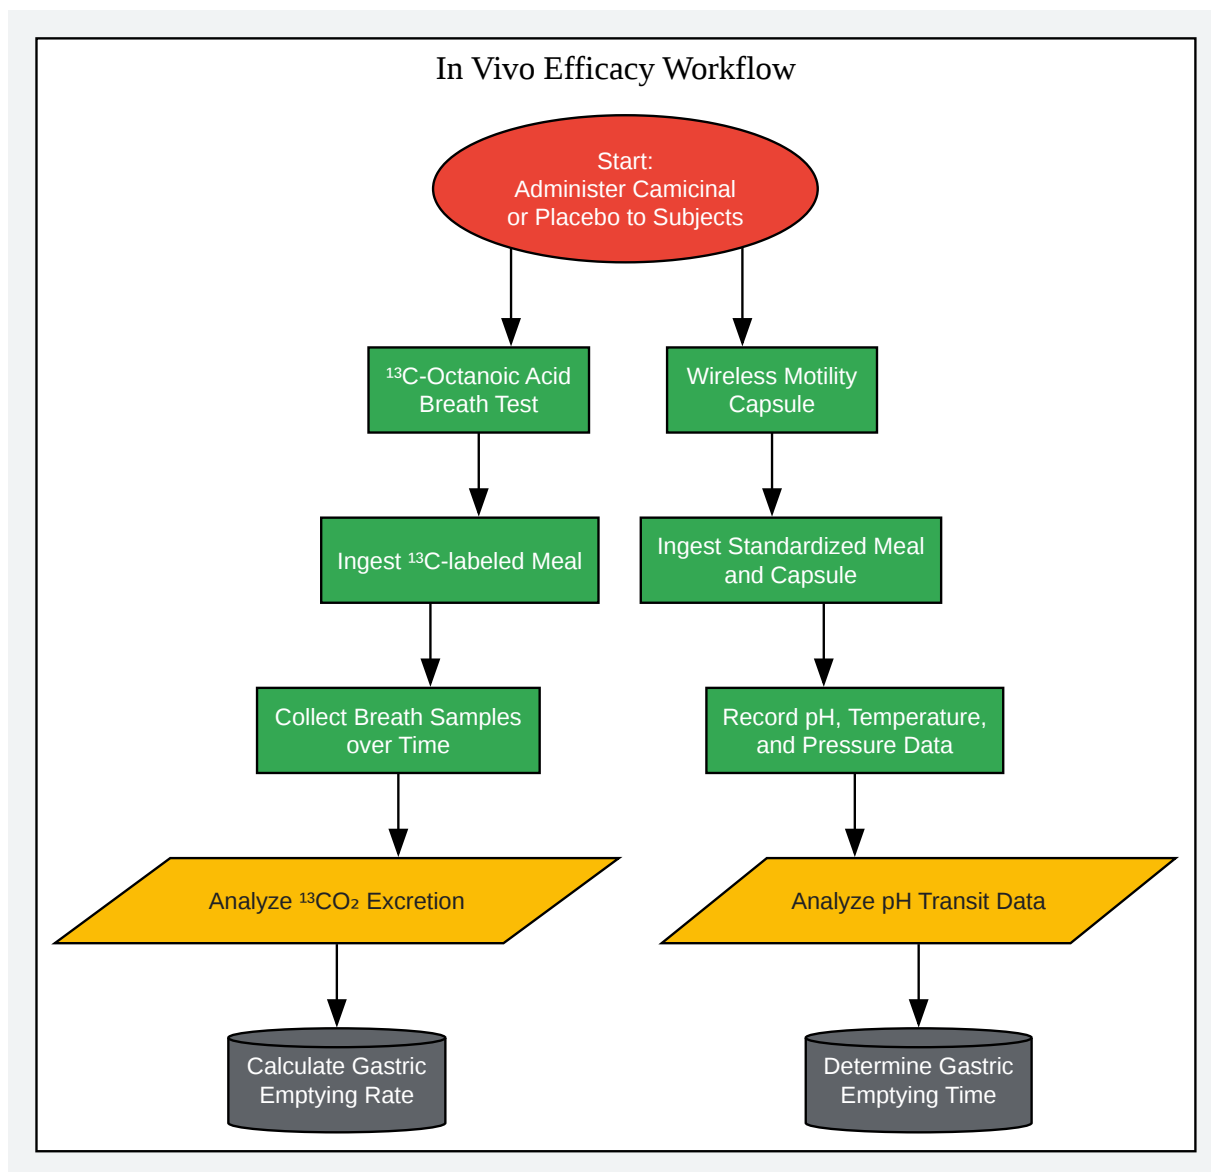 In Vivo Efficacy Workflow
Start:
Administer Camicinal
or Placebo to Subjects
¹³C-Octanoic Acid
Breath Test
Wireless Motility
Capsule
Ingest ¹³C-labeled Meal
Ingest Standardized Meal
and Capsule
Collect Breath Samples
over Time
Record pH, Temperature,
and Pressure Data
Analyze ¹³CO₂ Excretion
Analyze pH Transit Data
Calculate Gastric
Emptying Rate
Determine Gastric
Emptying Time